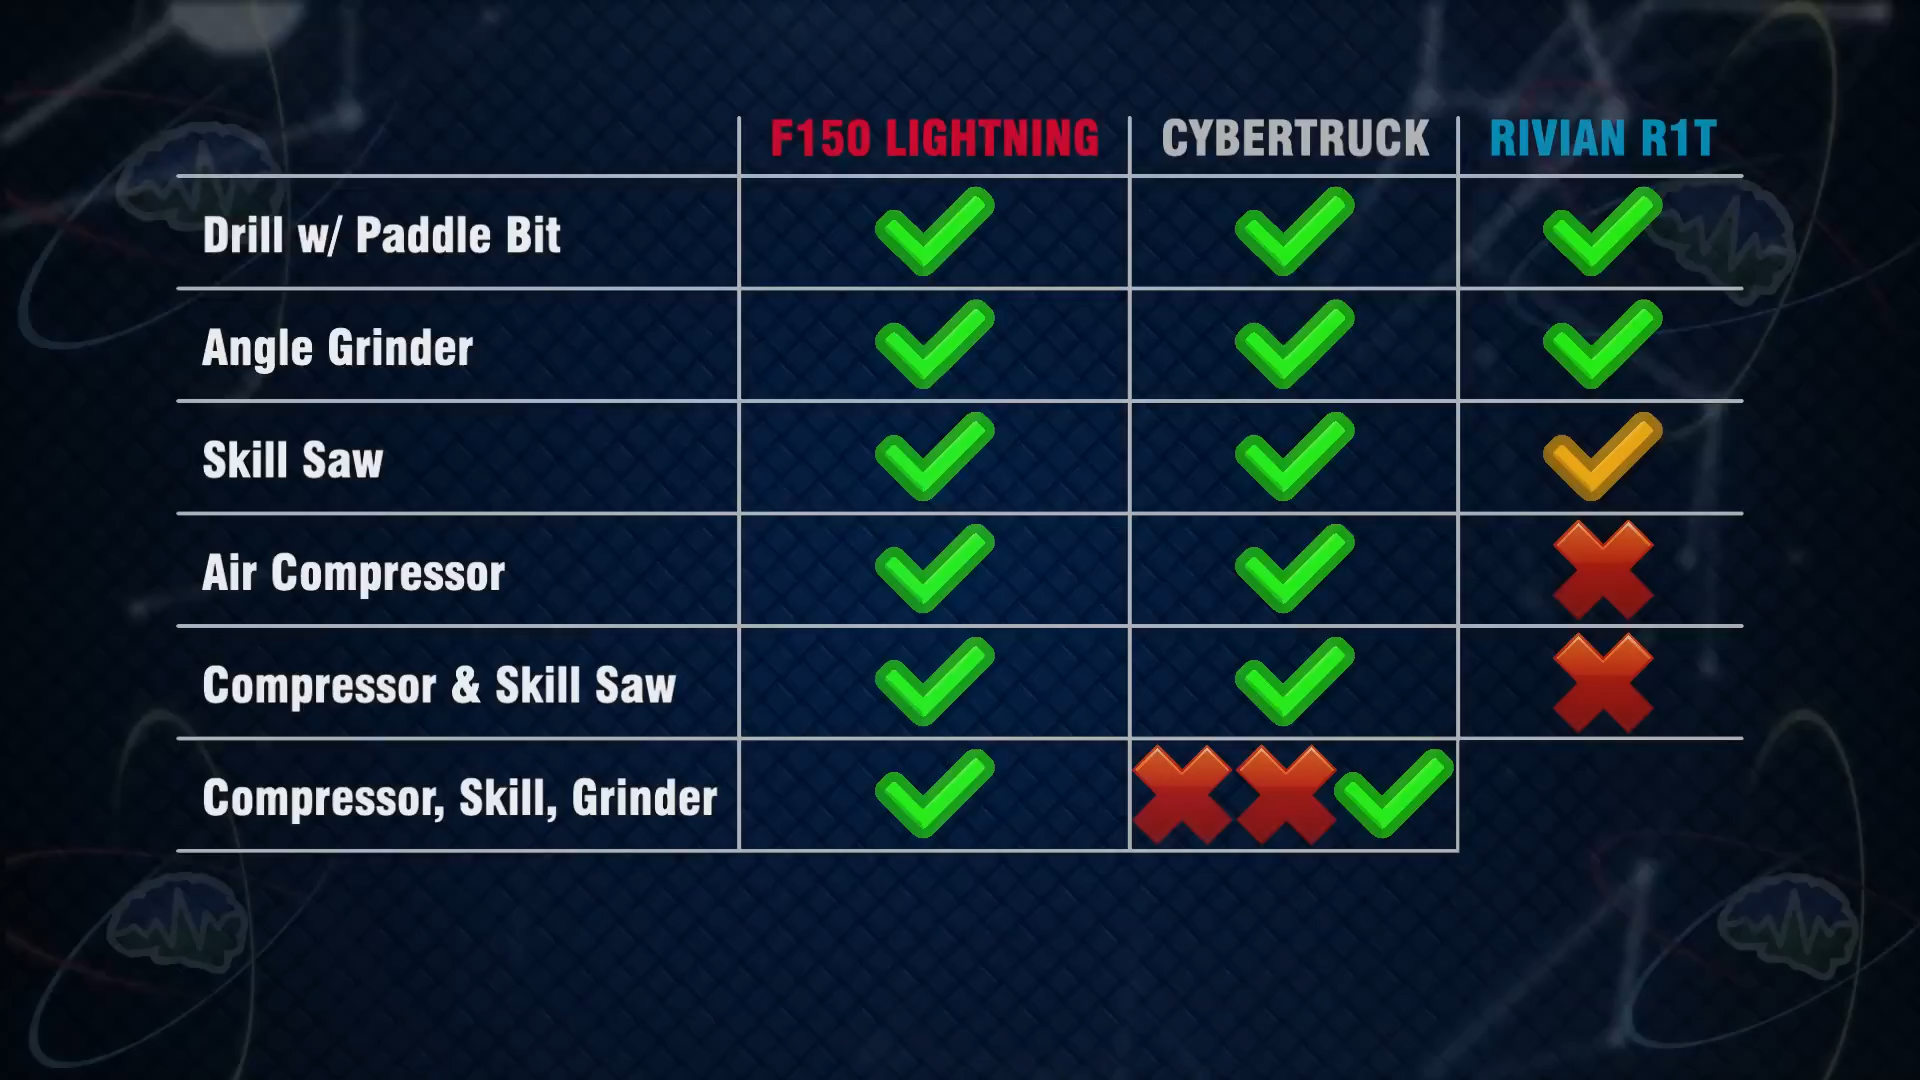 F150 LIGHTNING CYBERTRUCK RIVIAN R1T
Drill w/ Paddle Bit
Angle Grinder
Skill Saw
Air Compressor
Compressor & Skill Saw
Compressor, Skill, Grinder